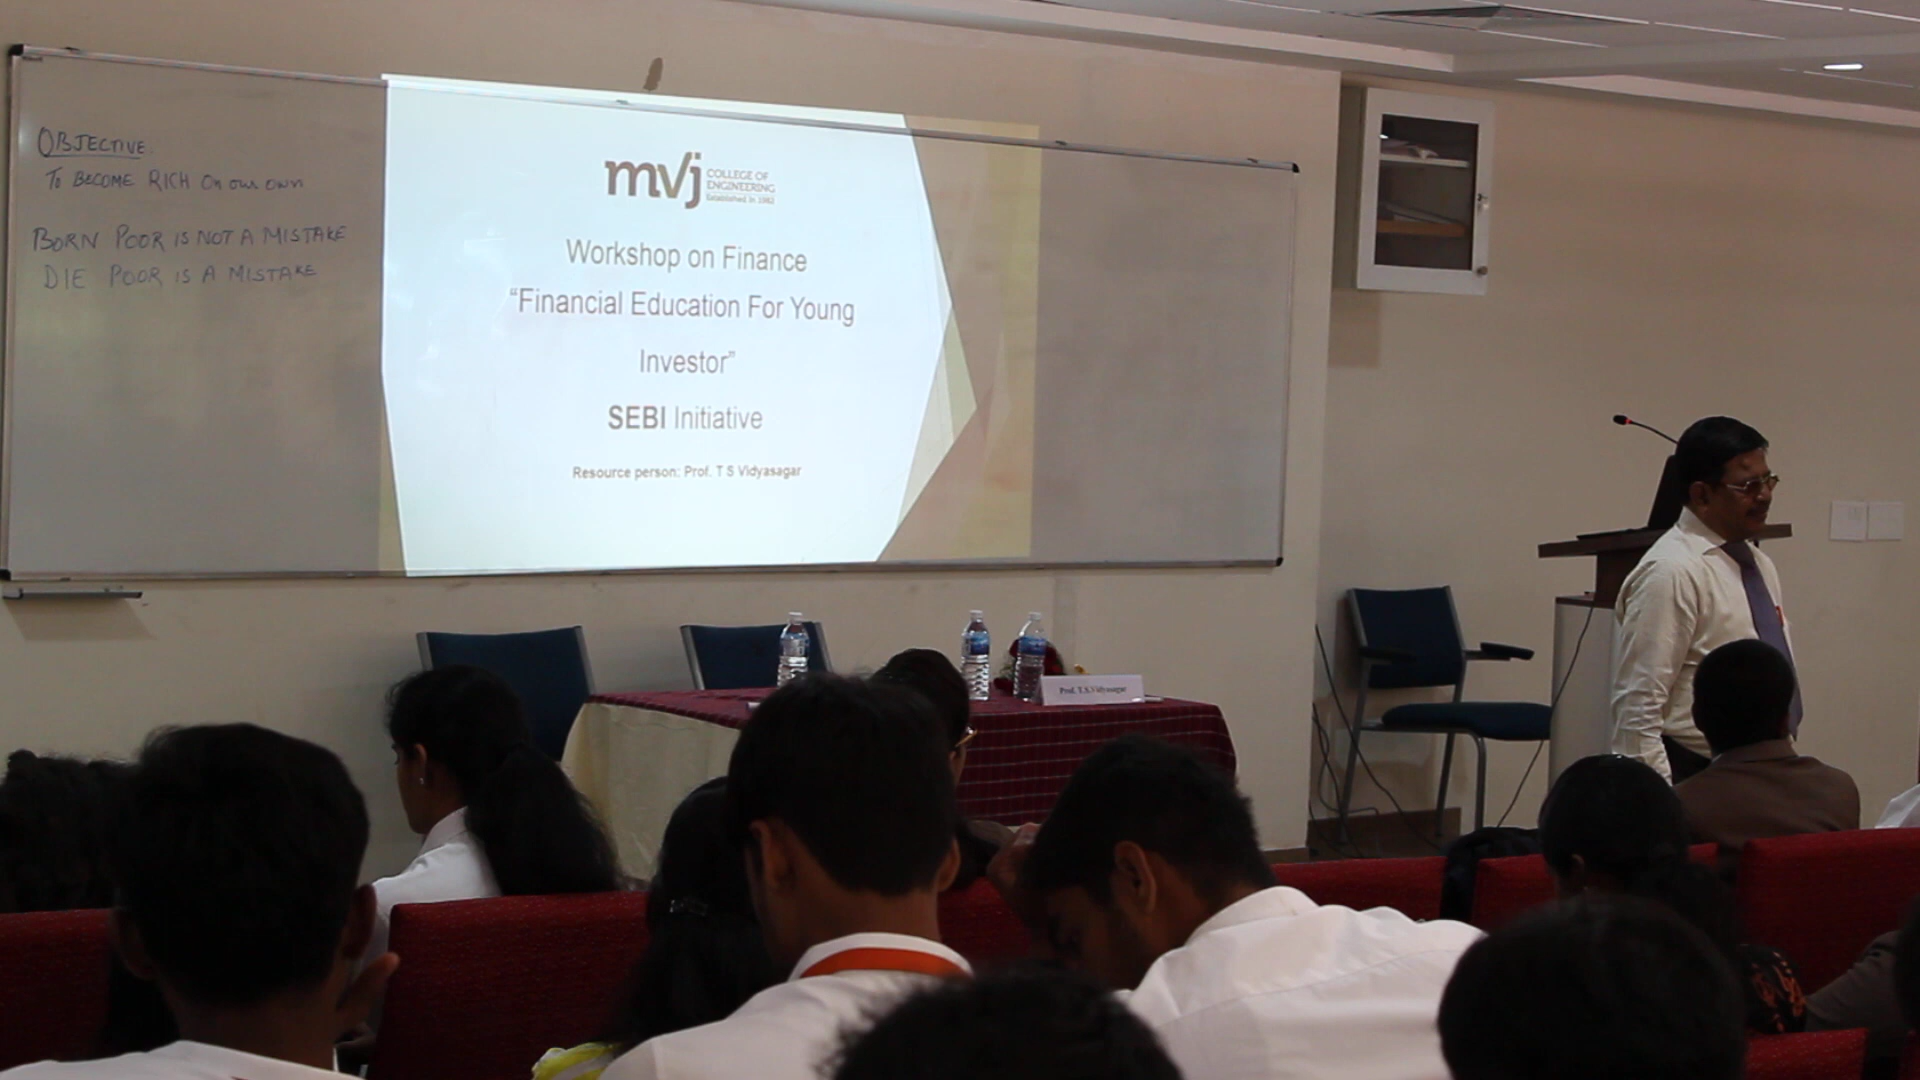 OBJECTIVE
To BECOME RICH On our own
BORN POOR IS NOT A MISTAKE
DIE POOR IS A MISTAKE
mvj COLLEGE OF
ENGINEERING
Established in 1982
Workshop on Finance
“Financial Education For Young
Investor”
SEBI Initiative
Resource person: Prof. T S Vidyasagar
Prof. T.S.Vidyasagar